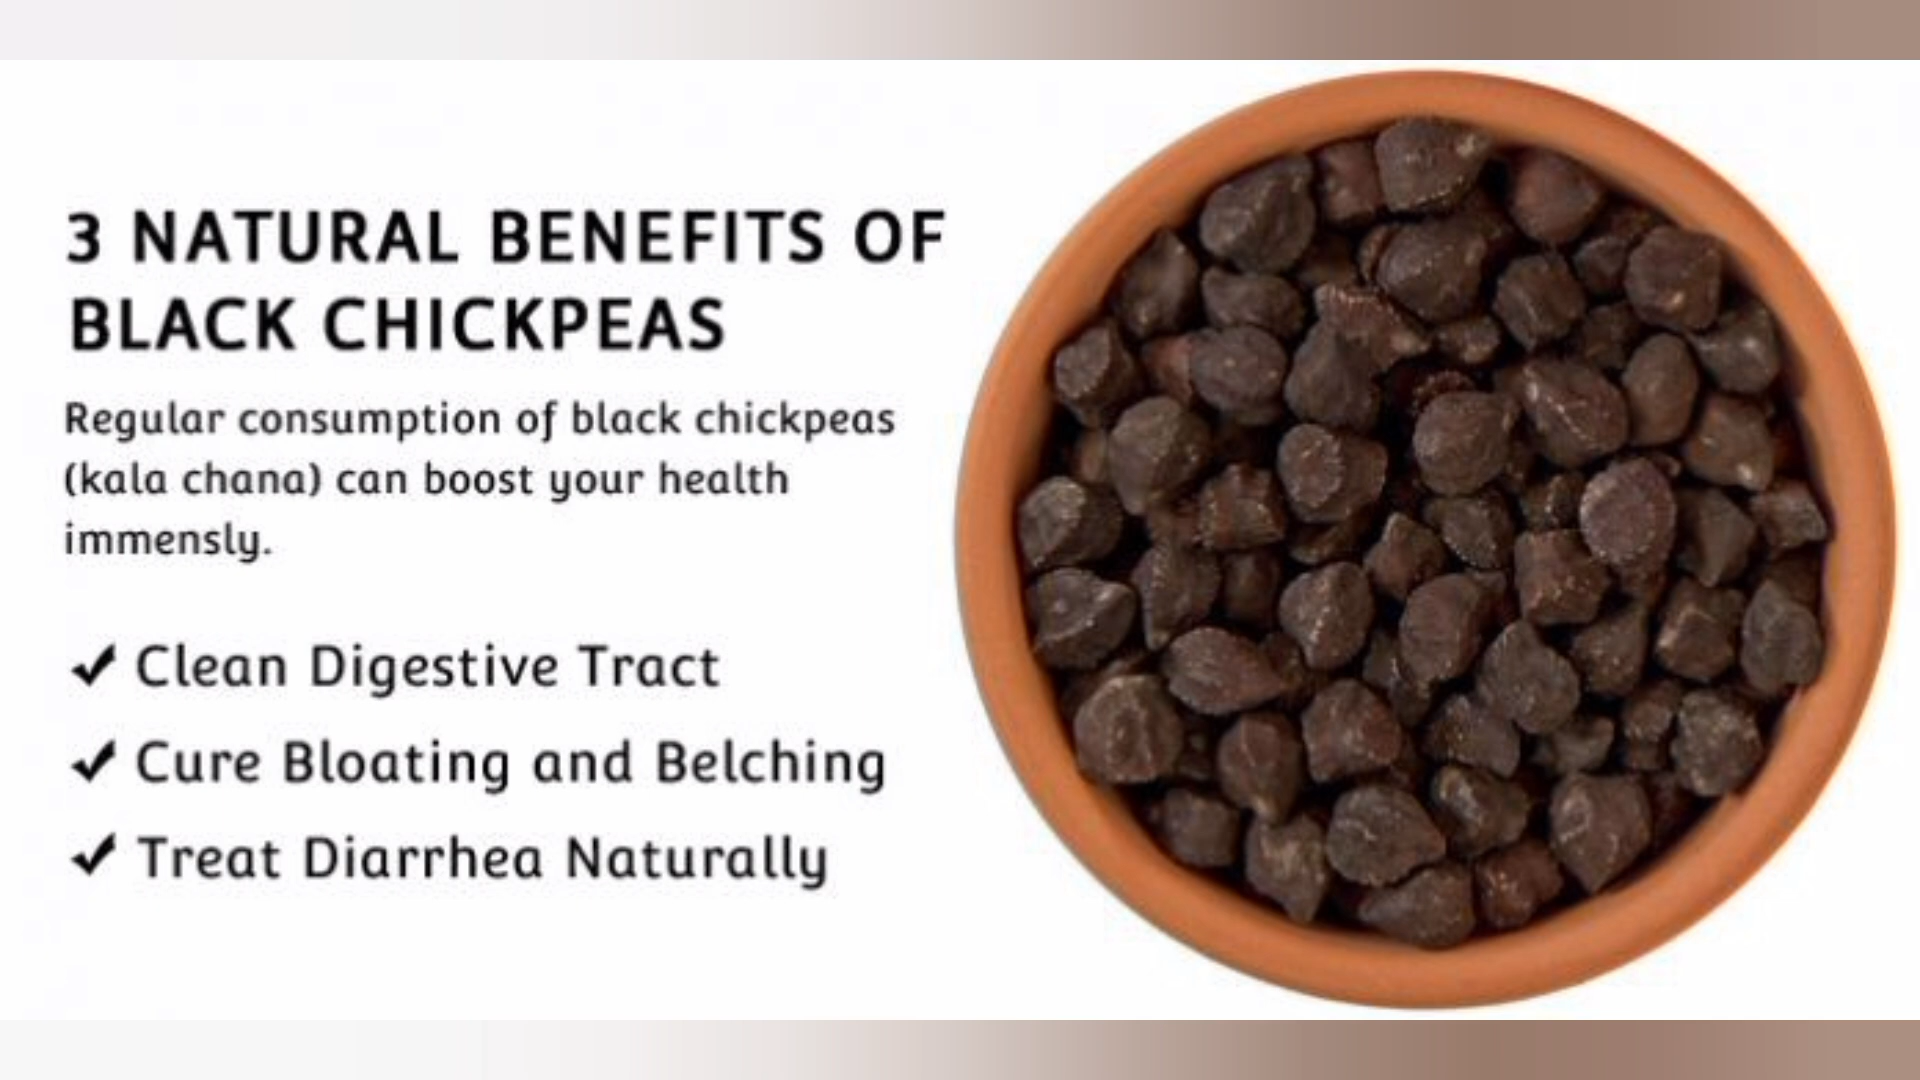 3 NATURAL BENEFITS OF
BLACK CHICKPEAS
Regular consumption of black chickpeas
(kala chana) can boost your health
immensly.
✔ Clean Digestive Tract
✔ Cure Bloating and Belching
✔ Treat Diarrhea Naturally